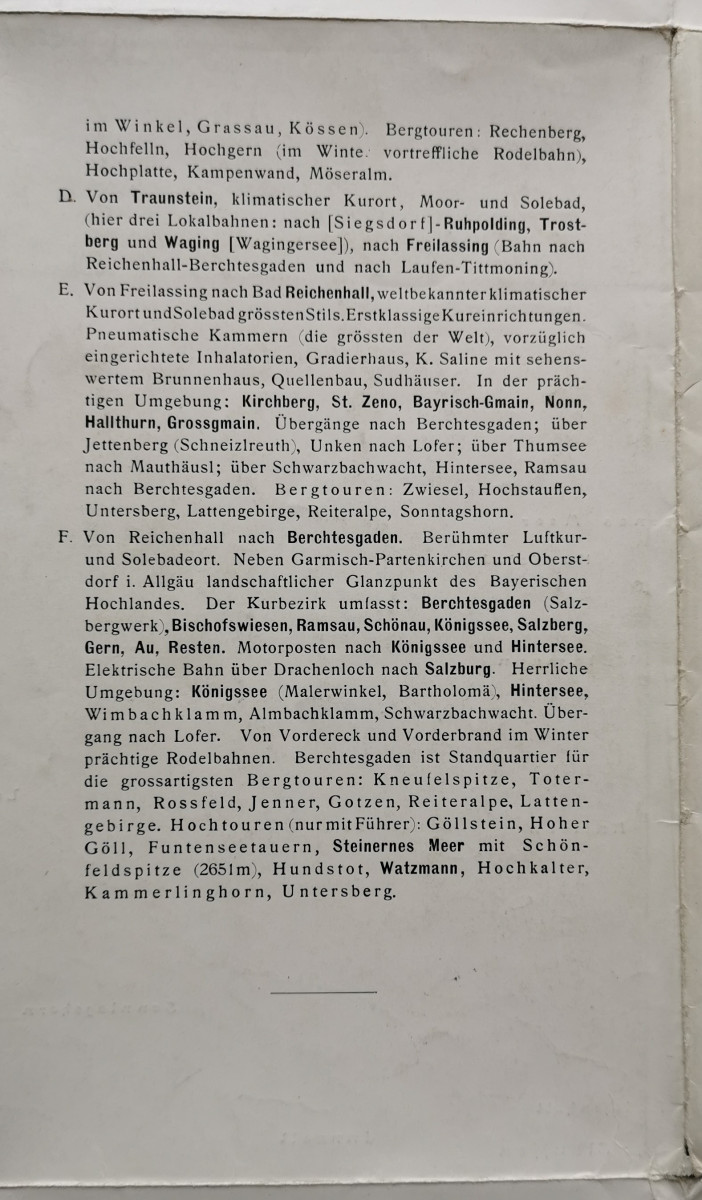 im Winkel, Grassau, Kössen). Bergtouren: Rechenberg,
Hochfelln, Hochgern (im Winte. vortreffliche Rodelbahn),
Hochplatte, Kampenwand, Möseralm.
D. Von Traunstein, klimatischer Kurort, Moor- und Solebad,
(hier drei Lokalbahnen: nach [Siegsdorf]-Ruhpolding, Trost-
berg und Waging [Wagingersee]), nach Freilassing (Bahn nach
Reichenhall-Berchtesgaden und nach Laufen-Tittmoning).
E. Von Freilassing nach Bad Reichenhall, weltbekannter klimatischer
Kurort und Solebad grössten Stils. Erstklassige Kureinrichtungen.
Pneumatische Kammern (die grössten der Welt), vorzüglich
eingerichtete Inhalatorien, Gradierhaus, K. Saline mit sehens-
wertem Brunnenhaus, Quellenbau, Sudhäuser. In der präch-
tigen Umgebung: Kirchberg, St. Zeno, Bayrisch-Gmain, Nonn,
Hallthurn, Grossgmain. Übergänge nach Berchtesgaden; über
Jettenberg (Schneizlreuth), Unken nach Lofer; über Thumsee
nach Mauthäusl; über Schwarzbachwacht, Hintersee, Ramsau
nach Berchtesgaden. Bergtouren: Zwiesel, Hochstauffen,
Untersberg, Lattengebirge, Reiteralpe, Sonntagshorn.
F. Von Reichenhall nach Berchtesgaden. Berühmter Luftkur-
und Solebadeort. Neben Garmisch-Partenkirchen und Oberst-
dorf i. Allgäu landschaftlicher Glanzpunkt des Bayerischen
Hochlandes. Der Kurbezirk umfasst: Berchtesgaden (Salz-
bergwerk), Bischofswiesen, Ramsau, Schönau, Königssee, Salzberg,
Gern, Au, Resten. Motorposten nach Königssee und Hintersee.
Elektrische Bahn über Drachenloch nach Salzburg. Herrliche
Umgebung: Königssee (Malerwinkel, Bartholomä), Hintersee,
Wimbachklamm, Almbachklamm, Schwarzbachwacht. Über-
gang nach Lofer. Von Vordereck und Vorderbrand im Winter
prächtige Rodelbahnen. Berchtesgaden ist Standquartier für
die grossartigsten Bergtouren: Kneufelspitze, Toter-
mann, Rossfeld, Jenner, Gotzen, Reiteralpe, Latten-
gebirge. Hochtouren (nur mit Führer): Göllstein, Hoher
Göll, Funtenseetauern, Steinernes Meer mit Schön-
feldspitze (2651m), Hundstot, Watzmann, Hochkalter,
Kammerlinghorn, Untersberg.